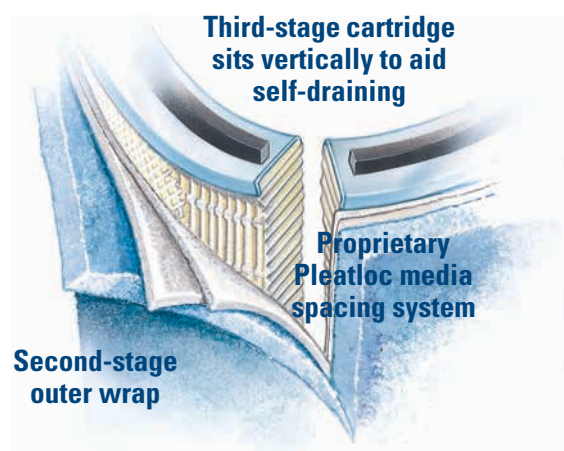 Third-stage cartridge
sits vertically to aid
self-draining
Proprietary
Pleatloc media
spacing system
Second-stage
outer wrap